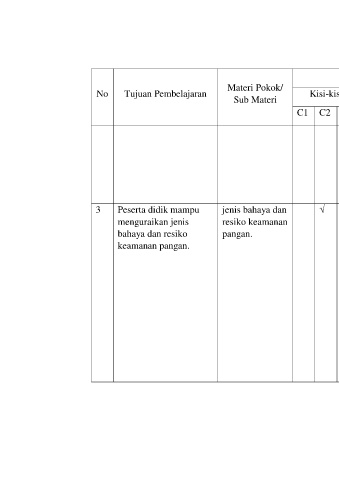 No
Tujuan Pembelajaran
Materi Pokok/
Sub Materi
Kisi-kis
C1
C2
3
Peserta didik mampu
menguraikan jenis
bahaya dan resiko
keamanan pangan.
jenis bahaya dan
resiko keamanan
pangan.
√